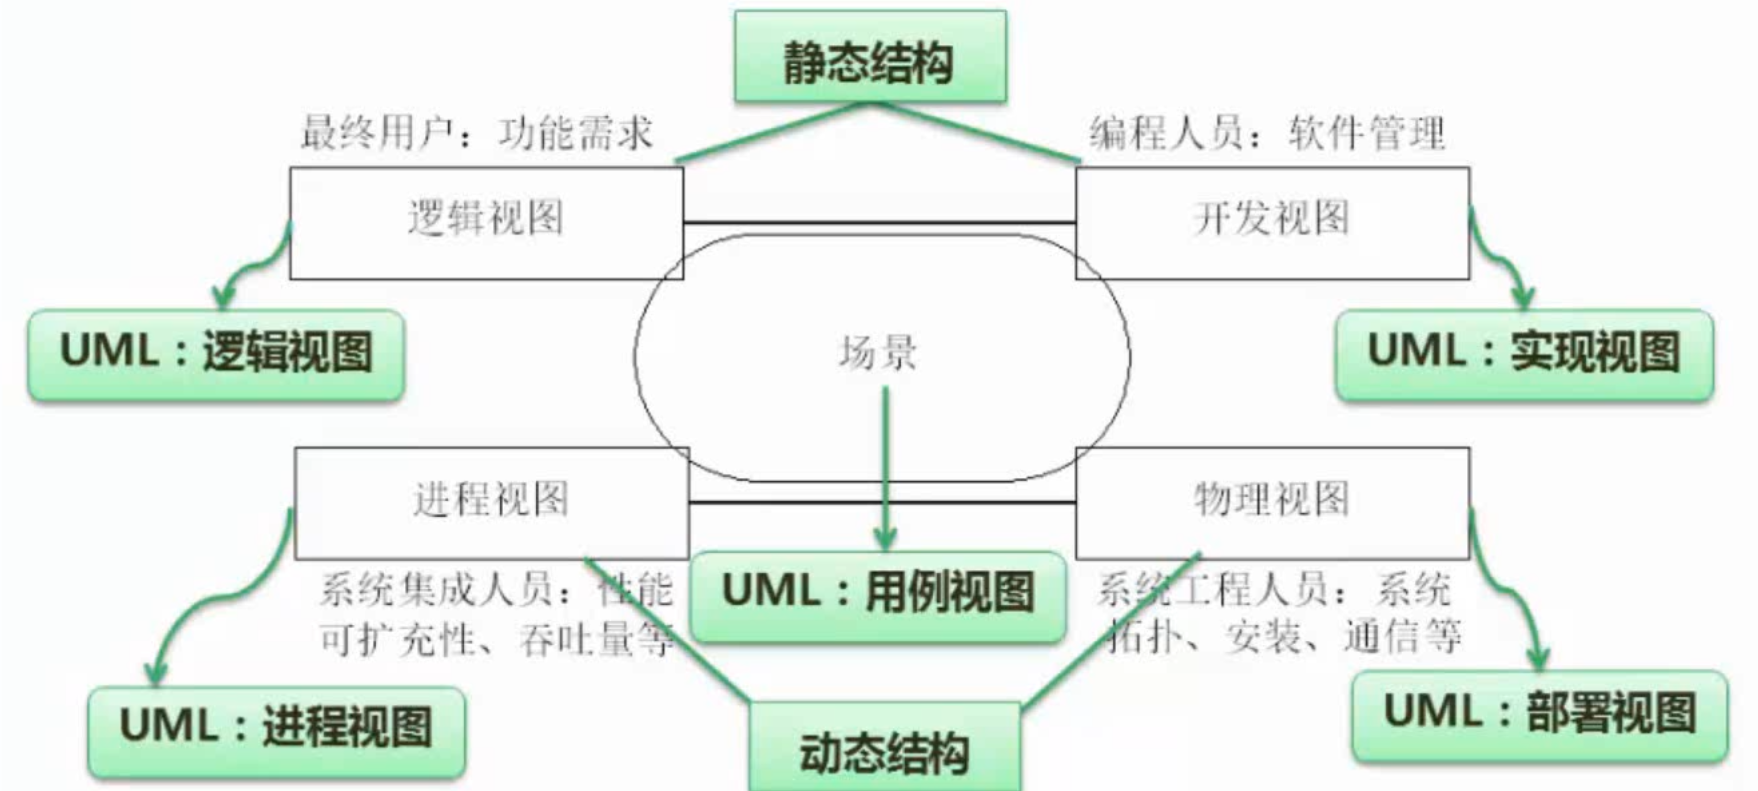 静态结构
最终用户：功能需求
编程人员：软件管理
逻辑视图
开发视图
UML：逻辑视图
场景
UML：实现视图
进程视图
物理视图
系统集成人员：性能
可扩充性、吞吐量等
UML：用例视图
系统工程人员：系统
拓扑、安装、通信等
UML：进程视图
动态结构
UML：部署视图